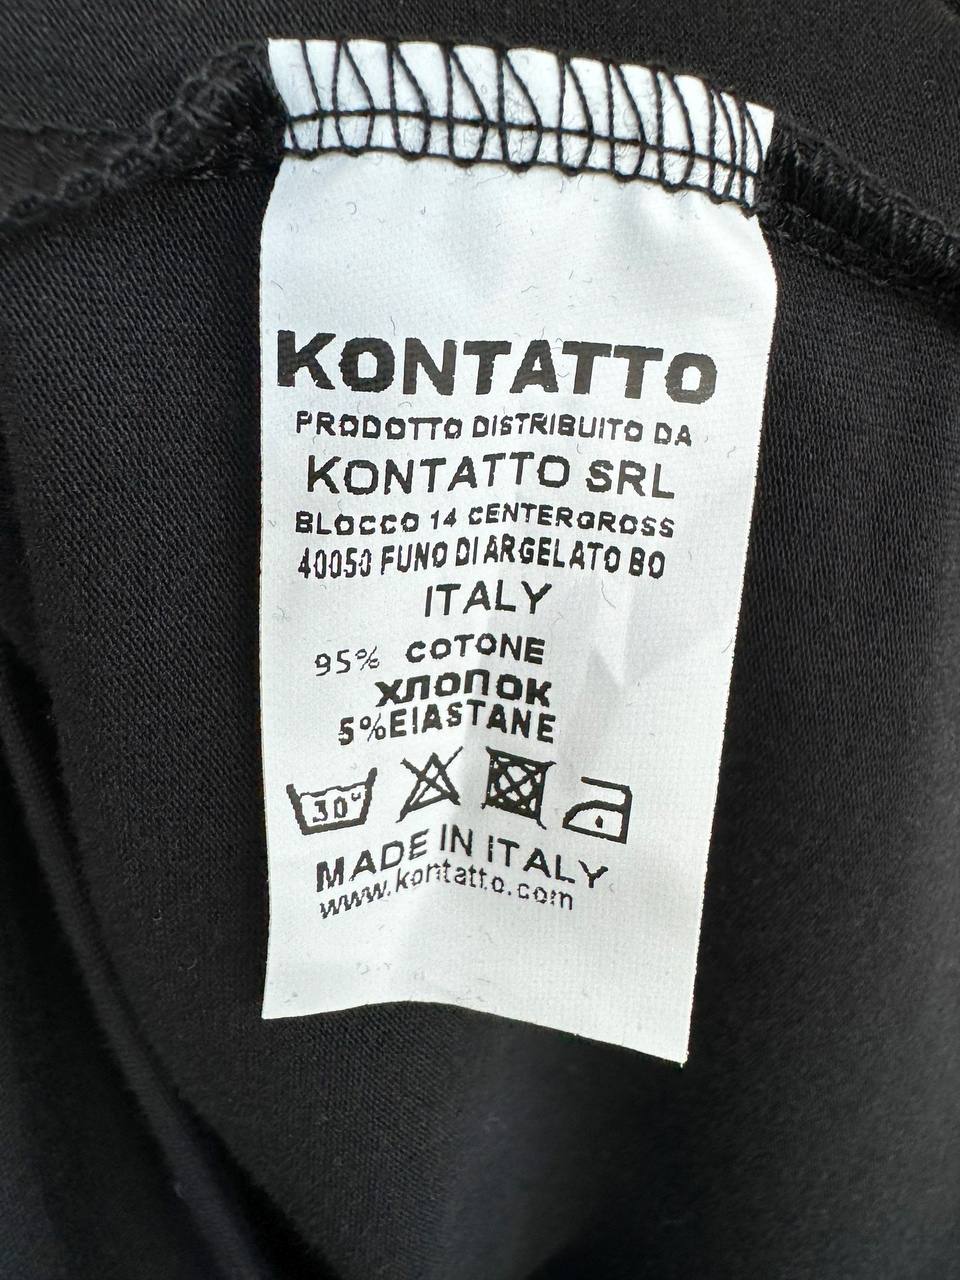 KONTATTO
PRODOTTO DISTRIBUITO DA
KONTATTO SRL
BLOCCO 14 CENTERGROSS
40050 FUNO DI ARGELATO BO
ITALY
95% COTONE
ХЛОПОК
5% ElASTANE
30°
MADE IN ITALY
www.kontatto.com